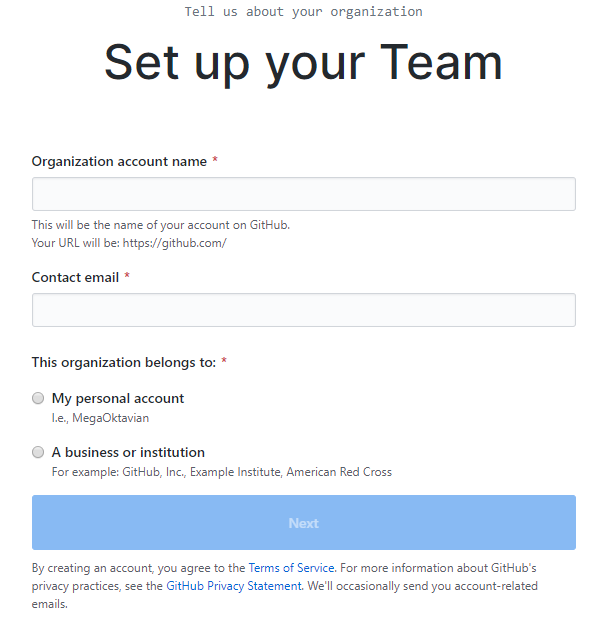 Tell us about your organization
Set up your Team
Organization account name *
This will be the name of your account on GitHub.
Your URL will be: https://github.com/
Contact email *
This organization belongs to: *
My personal account
I.e., MegaOktavian
A business or institution
For example: GitHub, Inc., Example Institute, American Red Cross
Next
By creating an account, you agree to the Terms of Service. For more information about GitHub's
privacy practices, see the GitHub Privacy Statement. We'll occasionally send you account-related
emails.